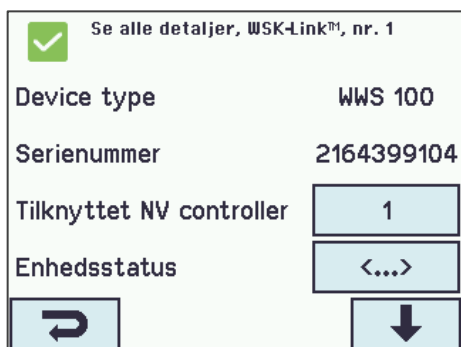 Se alle detaljer, WSK-Link™, nr. 1
Device type WWS 100
Serienummer 2164399104
Tilknyttet NV controller 1
Enhedsstatus <...>